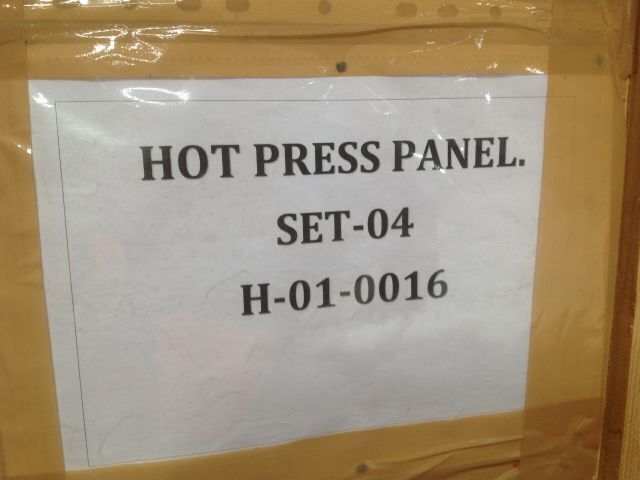 HOT PRESS PANEL.
SET-04
H-01-0016